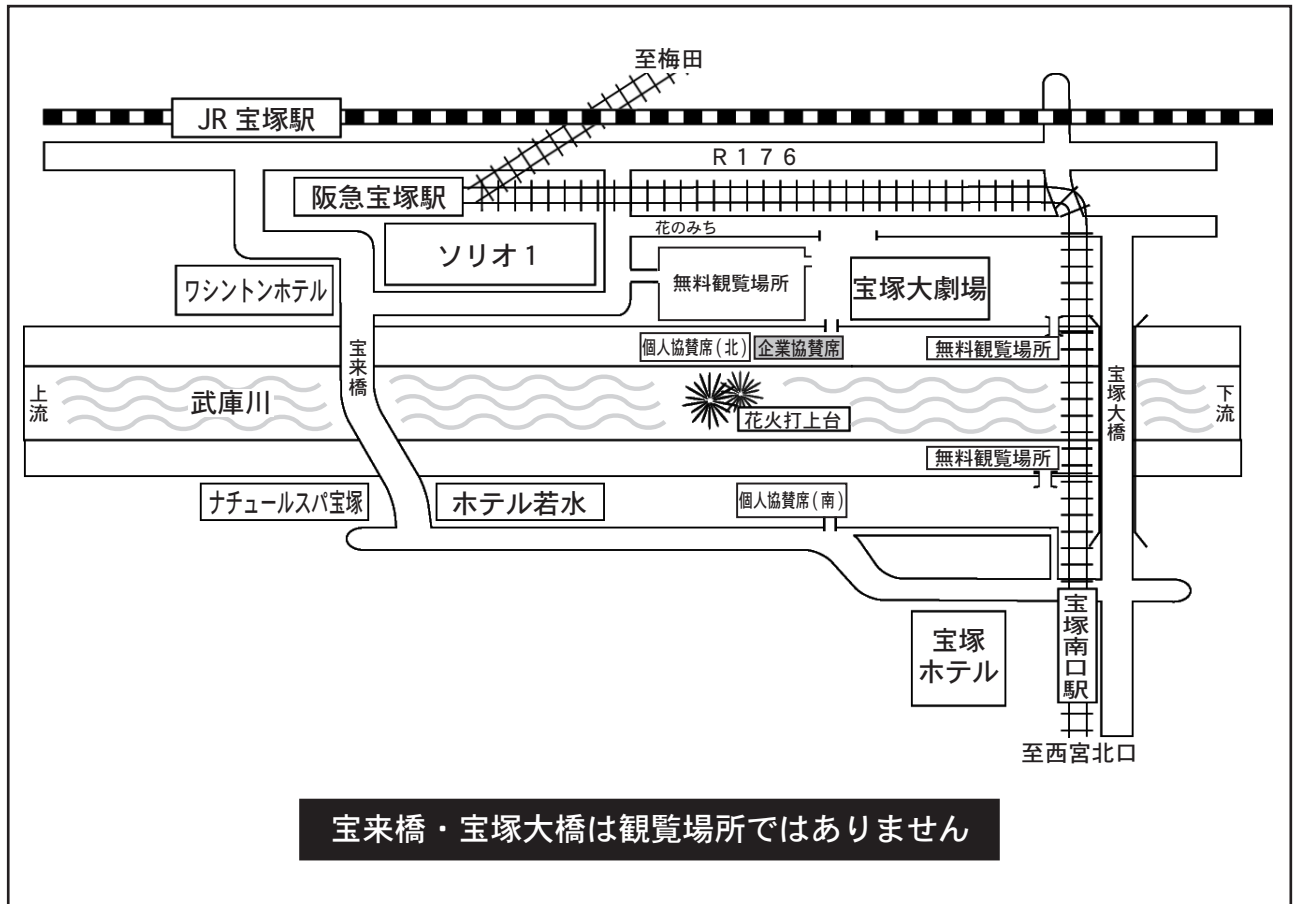 至梅田
JR 宝塚駅
R176
阪急宝塚駅
花のみち
ソリオ1
無料観覧場所
宝塚大劇場
ワシントンホテル
宝来橋
個人協賛席(北)
企業協賛席
無料観覧場所
宝塚大橋
上流
武庫川
下流
花火打上台
無料観覧場所
ナチュールスパ宝塚
ホテル若水
個人協賛席(南)
宝塚南口駅
宝塚
ホテル
至西宮北口
宝来橋・宝塚大橋は観覧場所ではありません